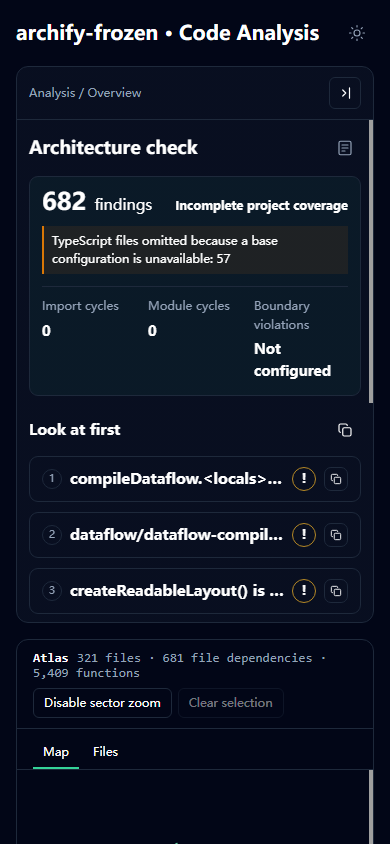 archify-frozen • Code Analysis
Analysis / Overview
Architecture check
682 findings
Incomplete project coverage
TypeScript files omitted because a base
configuration is unavailable: 57
Import cycles
0
Module cycles
0
Boundary
violations
Not
configured
Look at first
1 compileDataflow.<locals>... !
2 dataflow/dataflow-compil... !
3 createReadableLayout() is ... !
Atlas 321 files · 681 file dependencies ·
5,409 functions
Disable sector zoom
Clear selection
Map
Files